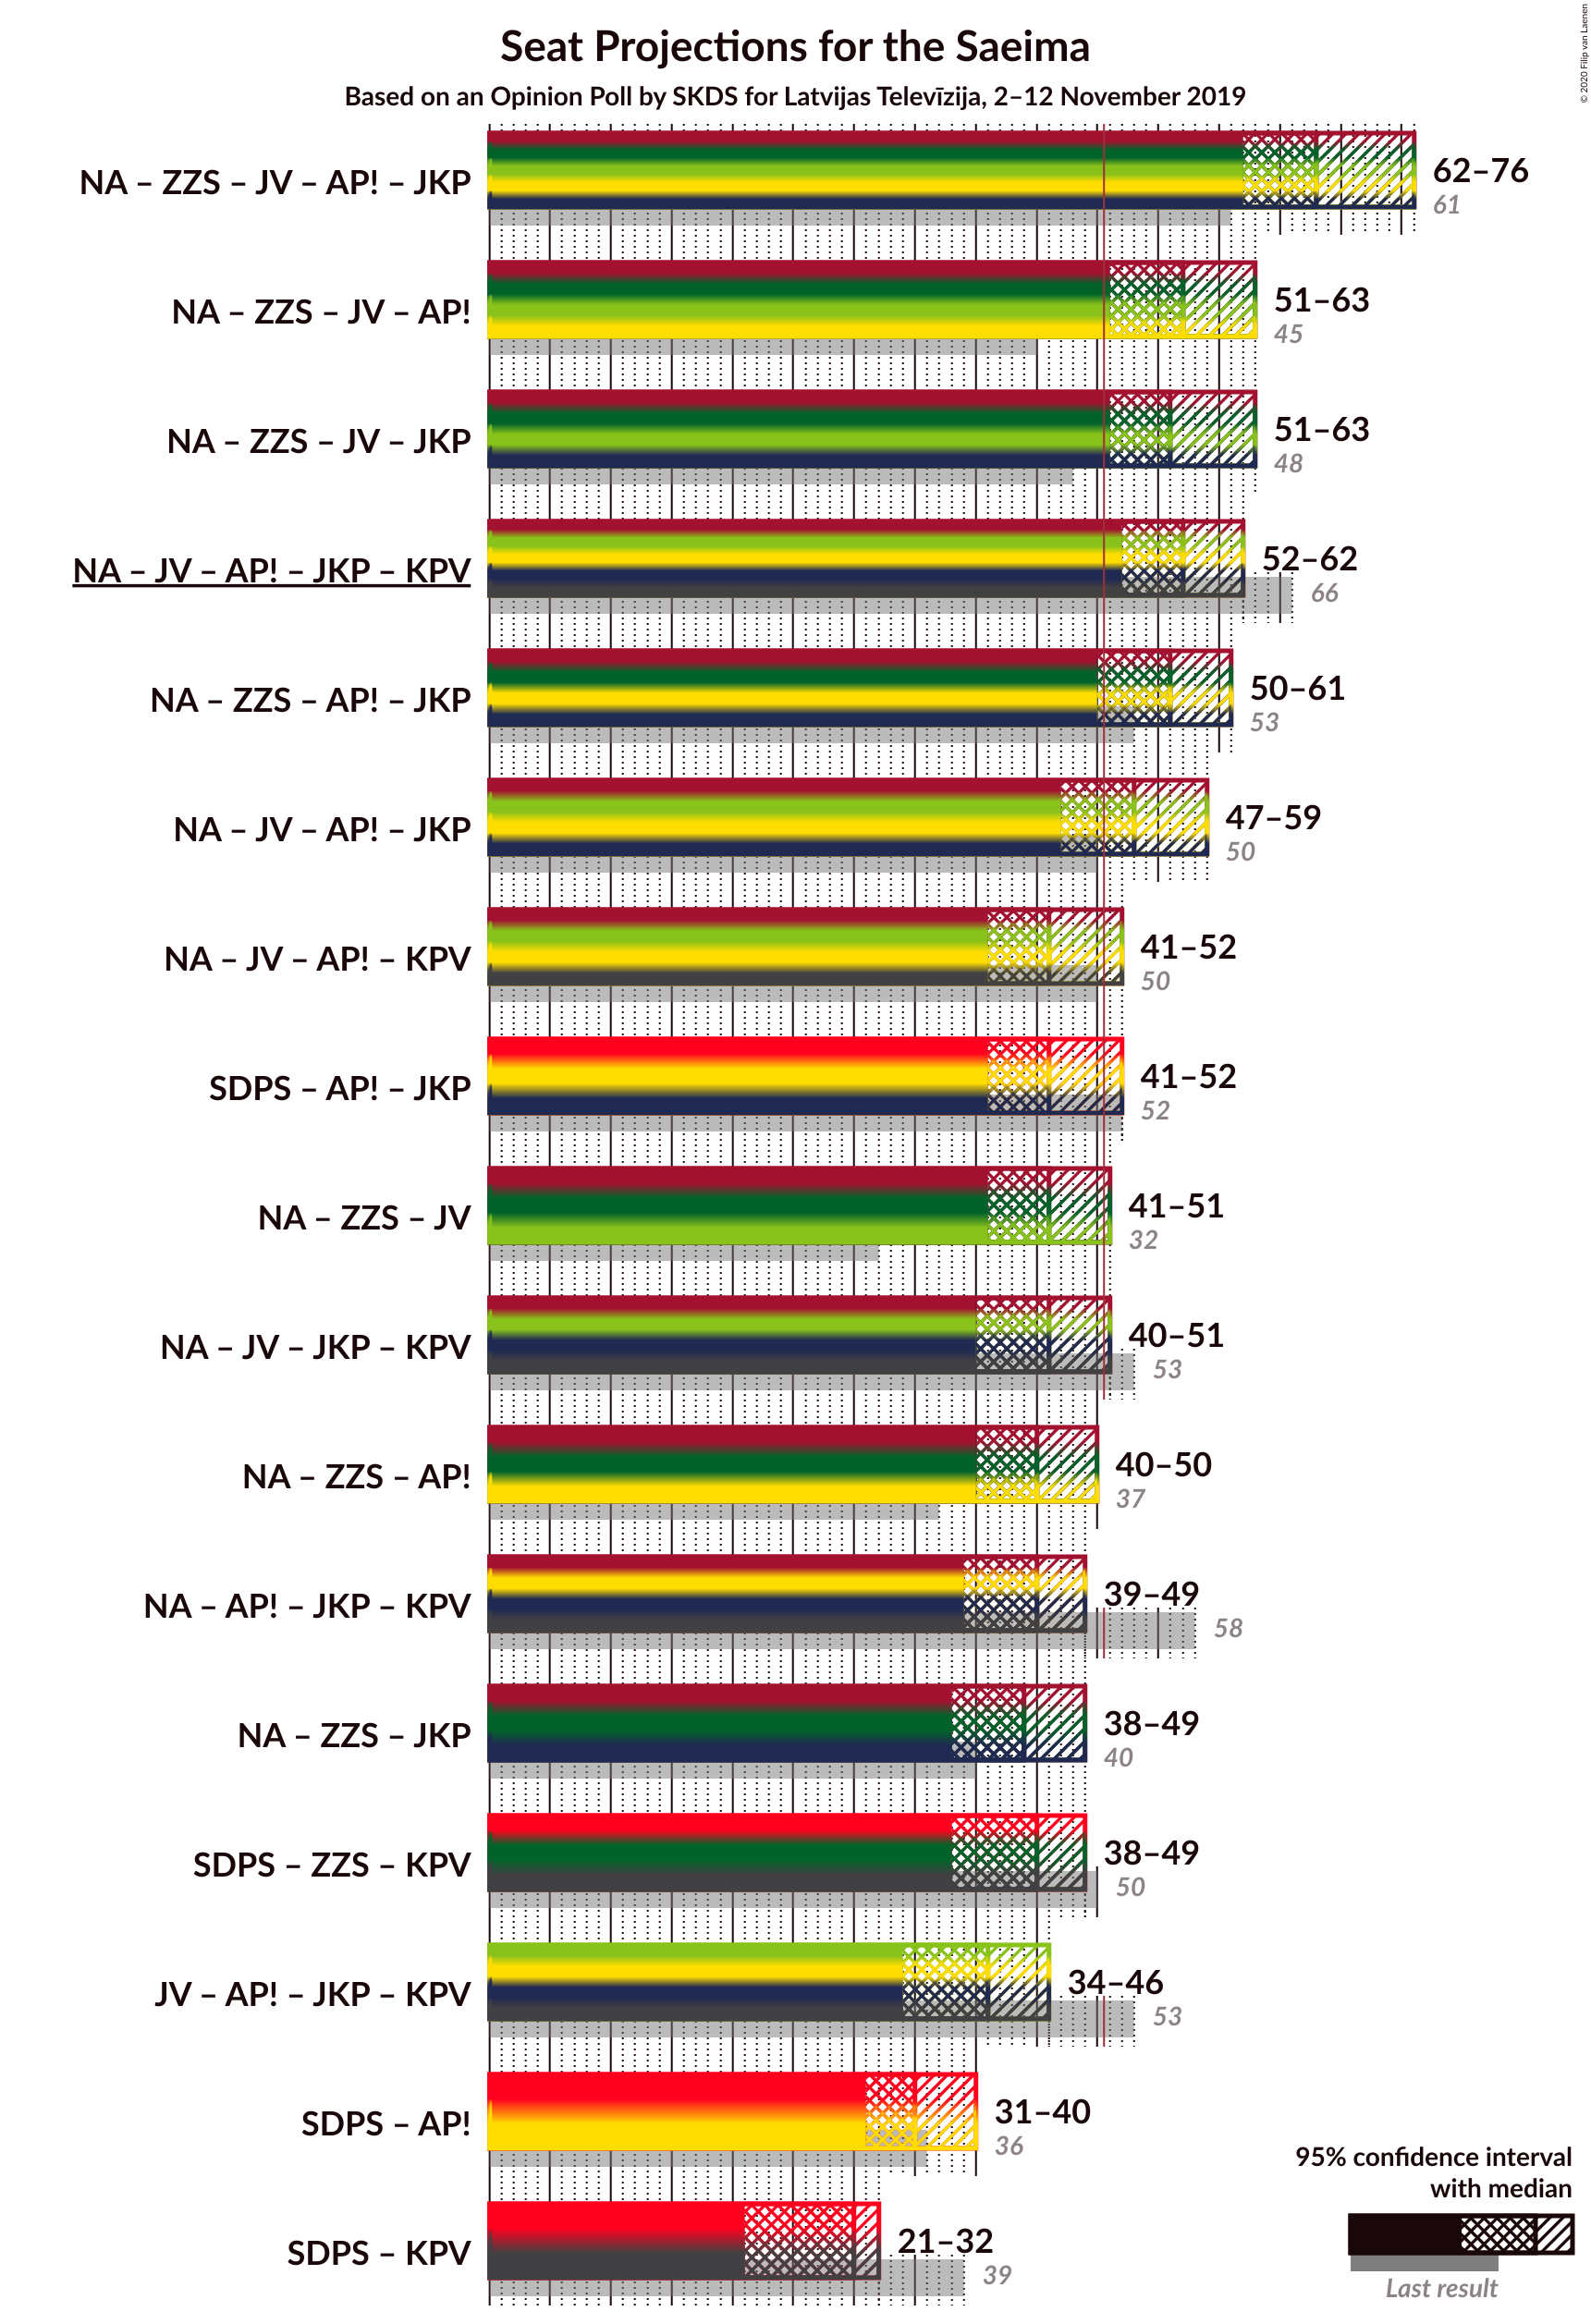 Seat Projections for the Saeima
Based on an Opinion Poll by SKDS for Latvijas Televīzija, 2–12 November 2019
© 2020 Filip van Laenen
NA – ZZS – JV – AP! – JKP
62–76
61
NA – ZZS – JV – AP!
51–63
45
NA – ZZS – JV – JKP
51–63
48
NA – JV – AP! – JKP – KPV
52–62
66
NA – ZZS – AP! – JKP
50–61
53
NA – JV – AP! – JKP
47–59
50
NA – JV – AP! – KPV
41–52
50
SDPS – AP! – JKP
41–52
52
NA – ZZS – JV
41–51
32
NA – JV – JKP – KPV
40–51
53
NA – ZZS – AP!
40–50
37
NA – AP! – JKP – KPV
39–49
58
NA – ZZS – JKP
38–49
40
SDPS – ZZS – KPV
38–49
50
JV – AP! – JKP – KPV
34–46
53
SDPS – AP!
31–40
36
SDPS – KPV
21–32
39
95% confidence interval
with median
Last result